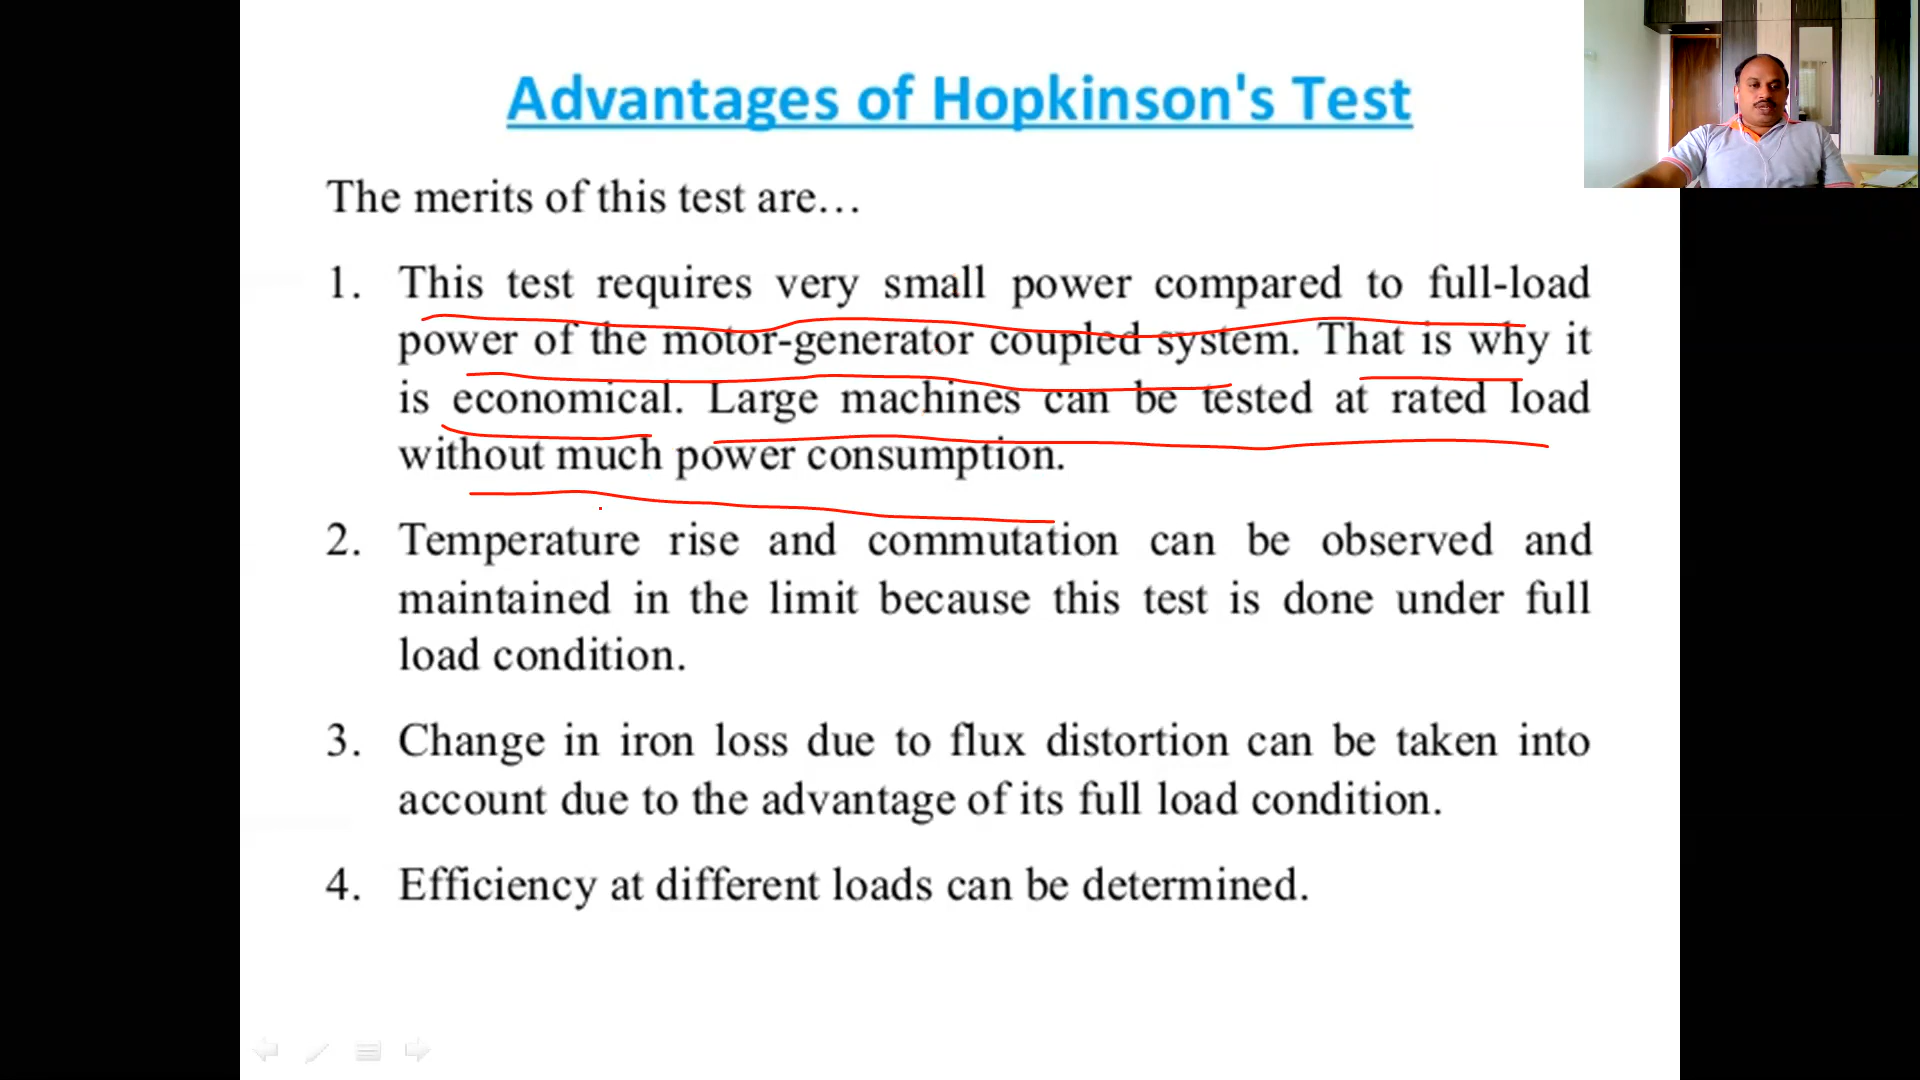 Advantages of Hopkinson's Test
The merits of this test are…
1. This test requires very small power compared to full-load
power of the motor-generator coupled system. That is why it
is economical. Large machines can be tested at rated load
without much power consumption.
2. Temperature rise and commutation can be observed and
maintained in the limit because this test is done under full
load condition.
3. Change in iron loss due to flux distortion can be taken into
account due to the advantage of its full load condition.
4. Efficiency at different loads can be determined.